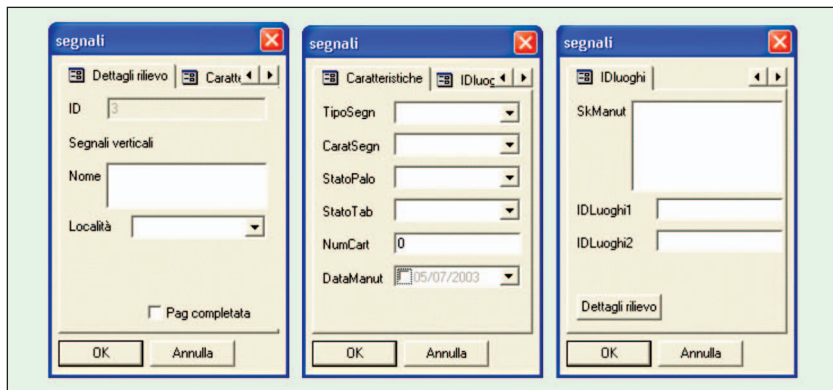 segnali
Dettagli rilievo
Caratte
ID 3
Segnali verticali
Nome
Località
Pag completata
OK Annulla
segnali
Caratteristiche
IDluog
TipoSegn
CaratSegn
StatoPalo
StatoTab
NumCart 0
DataManut 05/07/2003
OK Annulla
segnali
IDluoghi
SkManut
IDLuoghi1
IDLuoghi2
Dettagli rilievo
OK Annulla